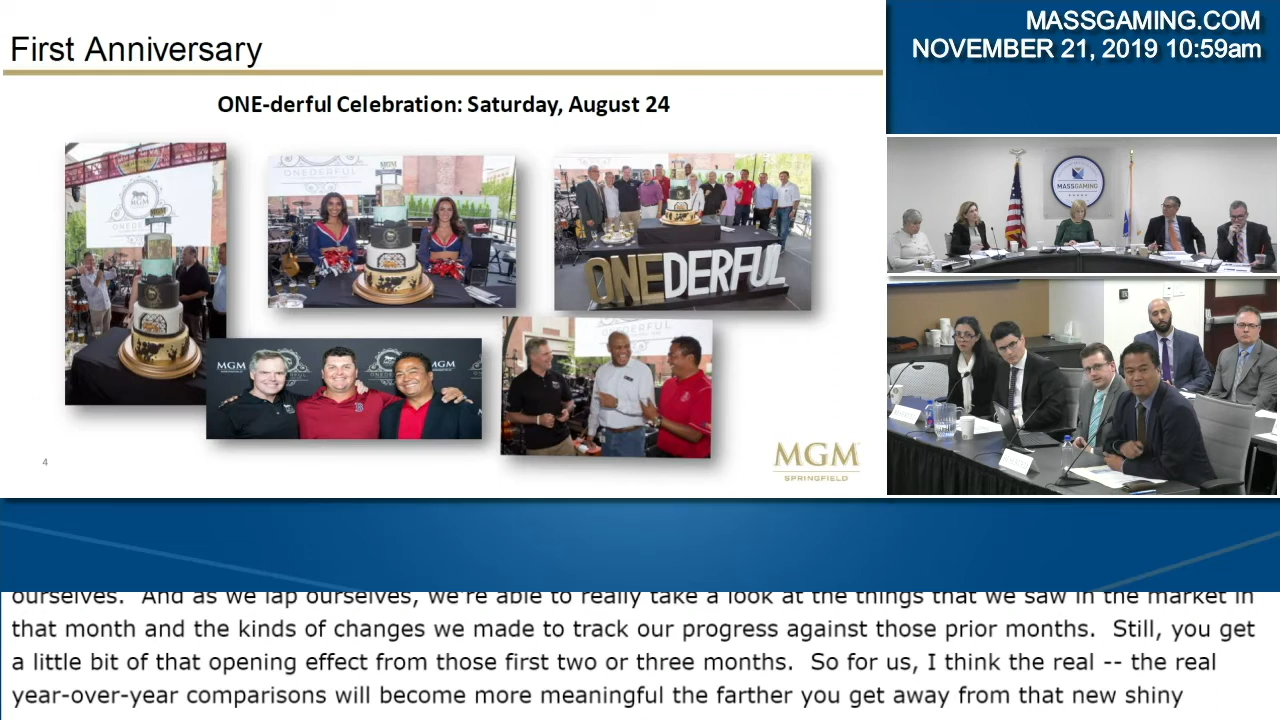 First Anniversary
MASSGAMING.COM
NOVEMBER 21, 2019 10:59am
ONE-derful Celebration: Saturday, August 24
MGM
ONEDERFUL
MASSGAMING
ONEDERFUL
MGM
MGM
ONEDERFUL
4
MGM
SPRINGFIELD
ourselves. And as we lap ourselves, we're able to really take a look at the things that we saw in the market in
that month and the kinds of changes we made to track our progress against those prior months. Still, you get
a little bit of that opening effect from those first two or three months. So for us, I think the real -- the real
year-over-year comparisons will become more meaningful the farther you get away from that new shiny